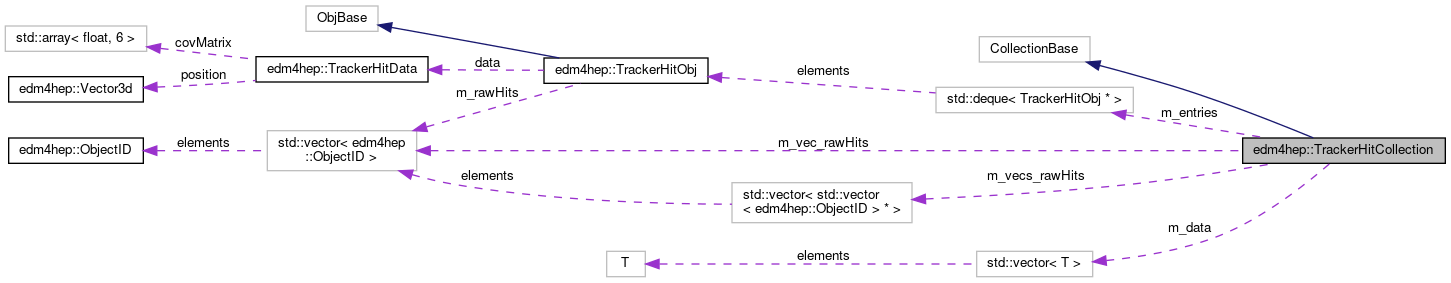 ObjBase
std::array< float, 6 >
covMatrix
CollectionBase
edm4hep::TrackerHitData
data
edm4hep::TrackerHitObj
elements
position
edm4hep::Vector3d
m_rawHits
std::deque< TrackerHitObj * >
m_entries
edm4hep::ObjectID
elements
std::vector< edm4hep
::ObjectID >
m_vec_rawHits
edm4hep::TrackerHitCollection
elements
m_vecs_rawHits
std::vector< std::vector
< edm4hep::ObjectID > * >
m_data
T
elements
std::vector< T >